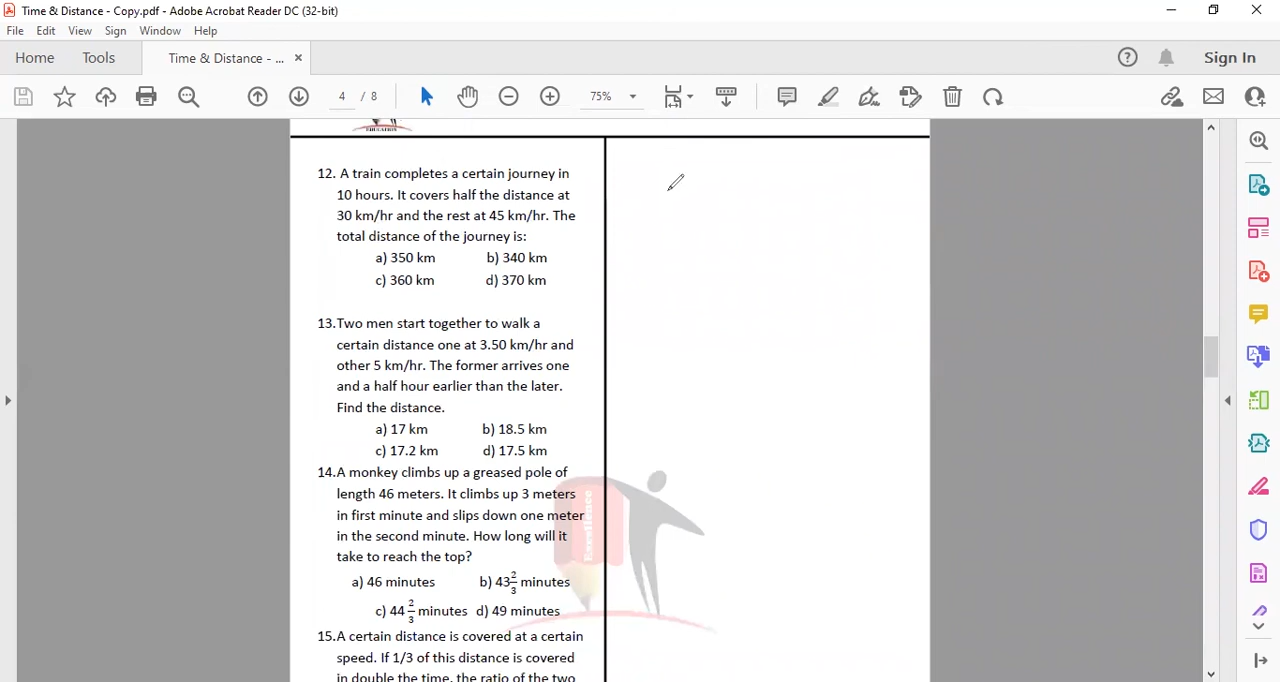 Time & Distance - Copy.pdf - Adobe Acrobat Reader DC (32-bit)
File Edit View Sign Window Help
Home Tools Time & Distance - ... × Sign In
4 / 8 75%
EDUCATION
12. A train completes a certain journey in
10 hours. It covers half the distance at
30 km/hr and the rest at 45 km/hr. The
total distance of the journey is:
a) 350 km b) 340 km
c) 360 km d) 370 km
13.Two men start together to walk a
certain distance one at 3.50 km/hr and
other 5 km/hr. The former arrives one
and a half hour earlier than the later.
Find the distance.
a) 17 km b) 18.5 km
c) 17.2 km d) 17.5 km
14.A monkey climbs up a greased pole of
length 46 meters. It climbs up 3 meters
in first minute and slips down one meter
in the second minute. How long will it
take to reach the top?
a) 46 minutes b) 43 2/3 minutes
c) 44 2/3 minutes d) 49 minutes
15.A certain distance is covered at a certain
speed. If 1/3 of this distance is covered
in double the time, the ratio of the two